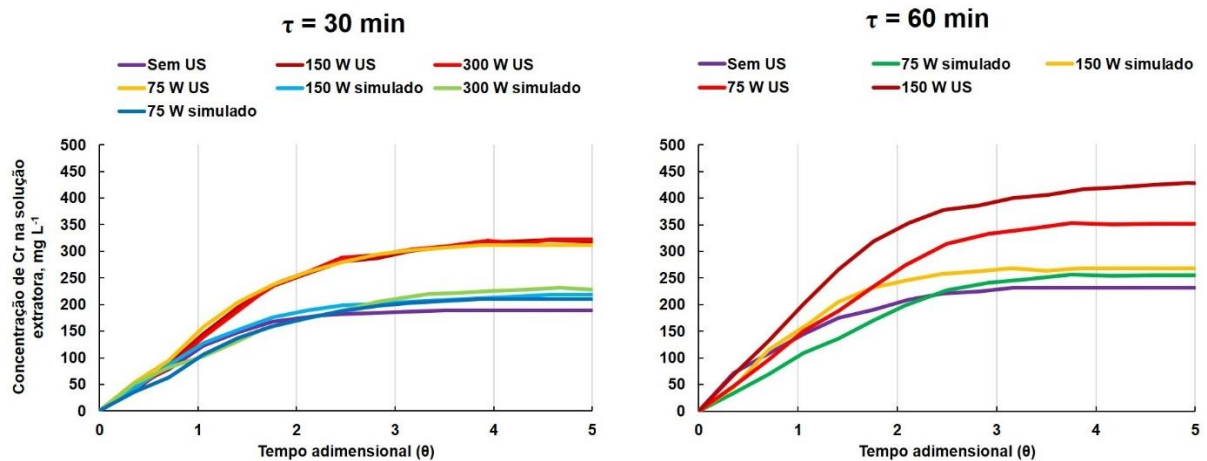 τ = 30 min
Sem US
150 W US
300 W US
75 W US
150 W simulado
300 W simulado
75 W simulado
Concentração de Cr na solução
extratora, mg L-1
500
450
400
350
300
250
200
150
100
50
0
0 1 2 3 4 5
Tempo adimensional (θ)
τ = 60 min
Sem US
75 W simulado
150 W simulado
75 W US
150 W US
500
450
400
350
300
250
200
150
100
50
0
0 1 2 3 4 5
Tempo adimensional (θ)